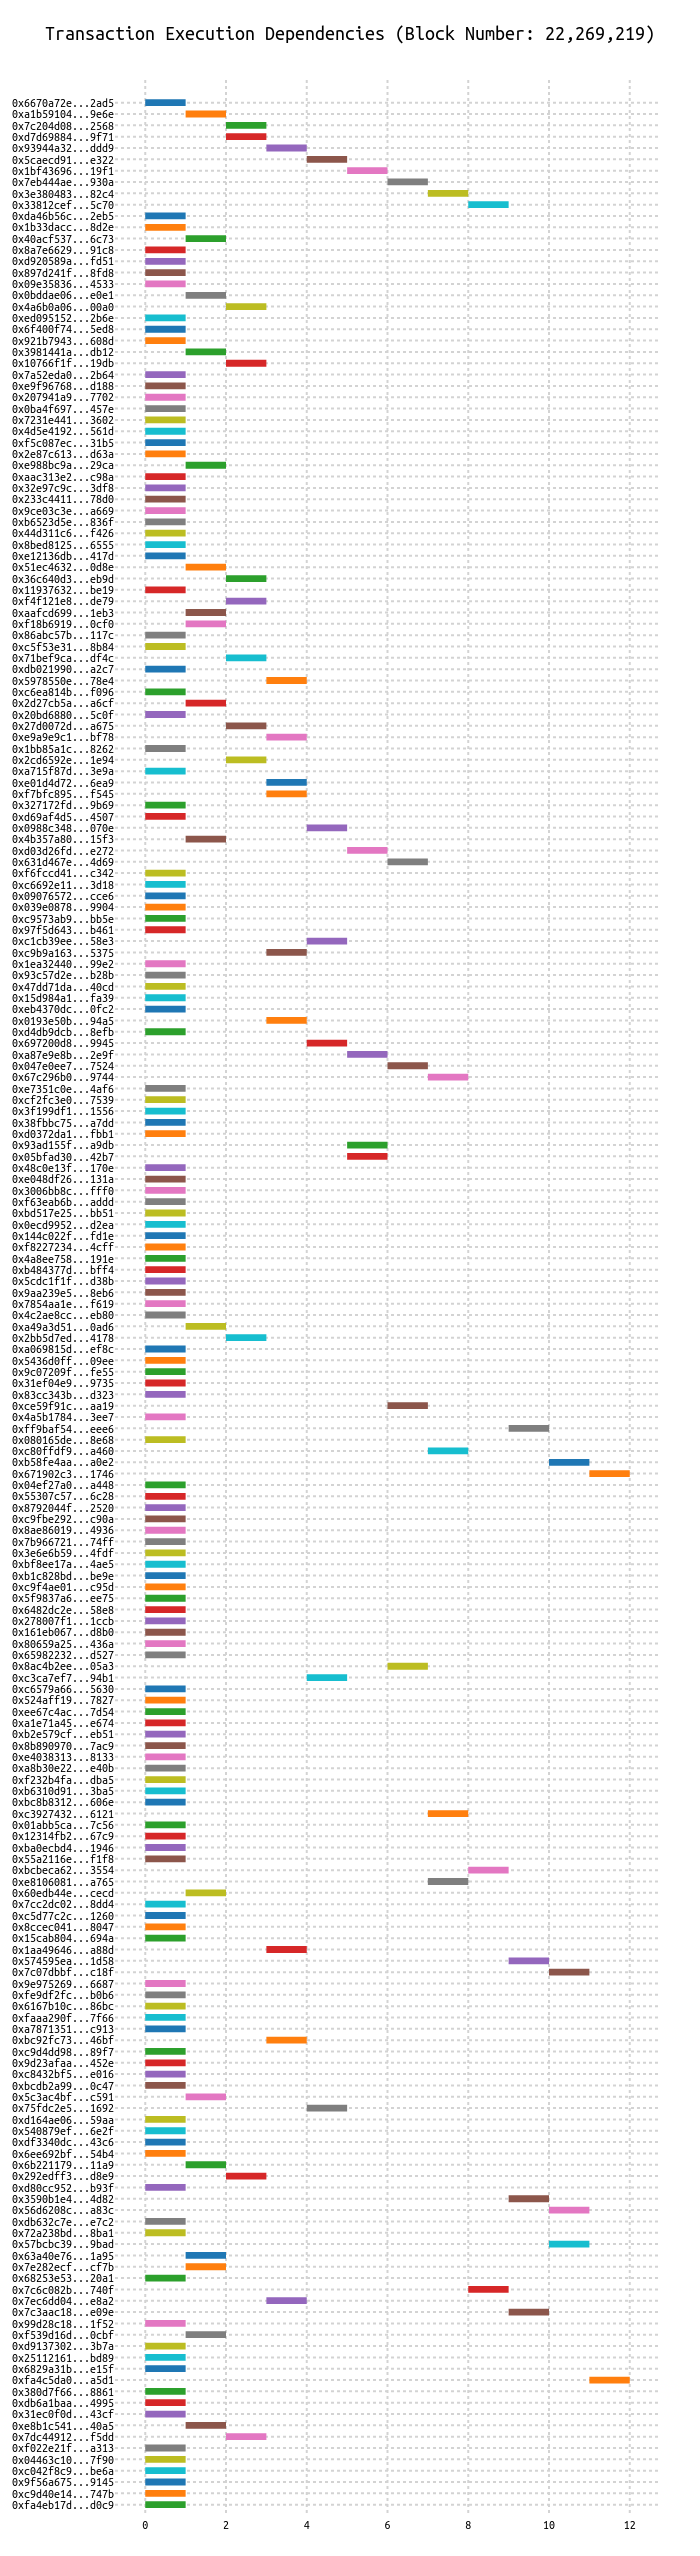 Transaction Execution Dependencies (Block Number: 22,269,219)
0x6670a72e...2ad5
0xa1b59104...9e6e
0x7c204d08...2568
0xd7d69884...9f71
0x93944a32...ddd9
0x5caecd91...e322
0x1bf43696...19f1
0x7eb444ae...930a
0x3e380483...82c4
0x33812cef...5c70
0xda46b56c...2eb5
0x1b33dacc...8d2e
0x40acf537...6c73
0x8a7e6629...91c8
0xd920589a...fd51
0x897d241f...8fd8
0x09e35836...4533
0x0bddae06...e0e1
0x4a6b0a06...00a0
0xed095152...2b6e
0x6f400f74...5ed8
0x921b7943...608d
0x3981441a...db12
0x10766f1f...19db
0x7a52eda0...2b64
0xe9f96768...d188
0x207941a9...7702
0x0ba4f697...457e
0x7231e441...3602
0x4d5e4192...561d
0xf5c087ec...31b5
0x2e87c613...d63a
0xe988bc9a...29ca
0xaac313e2...c98a
0x32e97c9c...3df8
0x233c4411...78d0
0x9ce03c3e...a669
0xb6523d5e...836f
0x44d311c6...f426
0x8bed8125...6555
0xe12136db...417d
0x51ec4632...0d8e
0x36c640d3...eb9d
0x11937632...be19
0xf4f121e8...de79
0xaafcd699...1eb3
0xf18b6919...0cf0
0x86abc57b...117c
0xc5f53e31...8b84
0x71bef9ca...df4c
0xdb021990...a2c7
0x5978550e...78e4
0xc6ea814b...f096
0x2d27cb5a...a6cf
0x20bd6880...5c0f
0x27d0072d...a675
0xe9a9e9c1...bf78
0x1bb85a1c...8262
0x2cd6592e...1e94
0xa715f87d...3e9a
0xe01d4d72...6ea9
0xf7bfc895...f545
0x327172fd...9b69
0xd69af4d5...4507
0x0988c348...070e
0x4b357a80...15f3
0xd03d26fd...e272
0x631d467e...4d69
0xf6fccd41...c342
0xc6692e11...3d18
0x09076572...cce6
0x039e0878...9904
0xc9573ab9...bb5e
0x97f5d643...b461
0xc1cb39ee...58e3
0xc9b9a163...5375
0x1ea32440...99e2
0x93c57d2e...b28b
0x47dd71da...40cd
0x15d984a1...fa39
0xeb4370dc...0fc2
0x0193e50b...94a5
0xd4db9dcb...8efb
0x697200d8...9945
0xa87e9e8b...2e9f
0x047e0ee7...7524
0x67c296b0...9744
0xe7351c0e...4af6
0xcf2fc3e0...7539
0x3f199df1...1556
0x38fbbc75...a7dd
0xd0372da1...fbb1
0x93ad155f...a9db
0x05bfad30...42b7
0x48c0e13f...170e
0xe048df26...131a
0x3006bb8c...fff0
0xf63eab6b...addd
0xbd517e25...bb51
0x0ecd9952...d2ea
0x144c022f...fd1e
0xf8227234...4cff
0x4a8ee758...191e
0xb484377d...bff4
0x5cdc1f1f...d38b
0x9aa239e5...8eb6
0x7854aa1e...f619
0x4c2ae8cc...eb80
0xa49a3d51...0ad6
0x2bb5d7ed...4178
0xa069815d...ef8c
0x5436d0ff...09ee
0x9c07209f...fe55
0x31ef04e9...9735
0x83cc343b...d323
0xce59f91c...aa19
0x4a5b1784...3ee7
0xff9baf54...eee6
0x080165de...8e68
0xc80ffdf9...a460
0xb58fe4aa...a0e2
0x671902c3...1746
0x04ef27a0...a448
0x55307c57...6c28
0x8792044f...2520
0xc9fbe292...c90a
0x8ae86019...4936
0x7b966721...74ff
0x3e6e6b59...4fdf
0xbf8ee17a...4ae5
0xb1c828bd...be9e
0xc9f4ae01...c95d
0x5f9837a6...ee75
0x6482dc2e...58e8
0x278007f1...1ccb
0x161eb067...d8b0
0x80659a25...436a
0x65982232...d527
0x8ac4b2ee...05a3
0xc3ca7ef7...94b1
0xc6579a66...5630
0x524aff19...7827
0xee67c4ac...7d54
0xa1e71a45...e674
0xb2e579cf...eb51
0x8b890970...7ac9
0xe4038313...8133
0xa8b30e22...e40b
0xf232b4fa...dba5
0xb6310d91...3ba5
0xbc8b8312...606e
0xc3927432...6121
0x01abb5ca...7c56
0x12314fb2...67c9
0xba0ecbd4...1946
0x55a2116e...f1f8
0xbcbeca62...3554
0xe8106081...a765
0x60edb44e...cecd
0x7cc2dc02...8dd4
0xc5d77c2c...1260
0x8ccec041...8047
0x15cab804...694a
0x1aa49646...a88d
0x574595ea...1d58
0x7c07dbbf...c18f
0x9e975269...6687
0xfe9df2fc...b0b6
0x6167b10c...86bc
0xfaaa290f...7f66
0xa7871351...c913
0xbc92fc73...46bf
0xc9d4dd98...89f7
0x9d23afaa...452e
0xc8432bf5...e016
0xbcdb2a99...0c47
0x5c3ac4bf...c591
0x75fdc2e5...1692
0xd164ae06...59aa
0x540879ef...6e2f
0xdf3340dc...43c6
0x6ee692bf...54b4
0x6b221179...11a9
0x292edff3...d8e9
0xd80cc952...b93f
0x3590b1e4...4d82
0x56d6208c...a83c
0xdb632c7e...e7c2
0x72a238bd...8ba1
0x57bcbc39...9bad
0x63a40e76...1a95
0x7e282ecf...cf7b
0x68253e53...20a1
0x7c6c082b...740f
0x7ec6dd04...e8a2
0x7c3aac18...e09e
0x99d28c18...1f52
0xf539d16d...0cbf
0xd9137302...3b7a
0x25112161...bd89
0x6829a31b...e15f
0xfa4c5da0...a5d1
0x380d7f66...8861
0xdb6a1baa...4995
0x31ec0f0d...43cf
0xe8b1c541...40a5
0x7dc44912...f5dd
0xf022e21f...a313
0x04463c10...7f90
0xc042f8c9...be6a
0x9f56a675...9145
0xc9d40e14...747b
0xfa4eb17d...d0c9
0 2 4 6 8 10 12